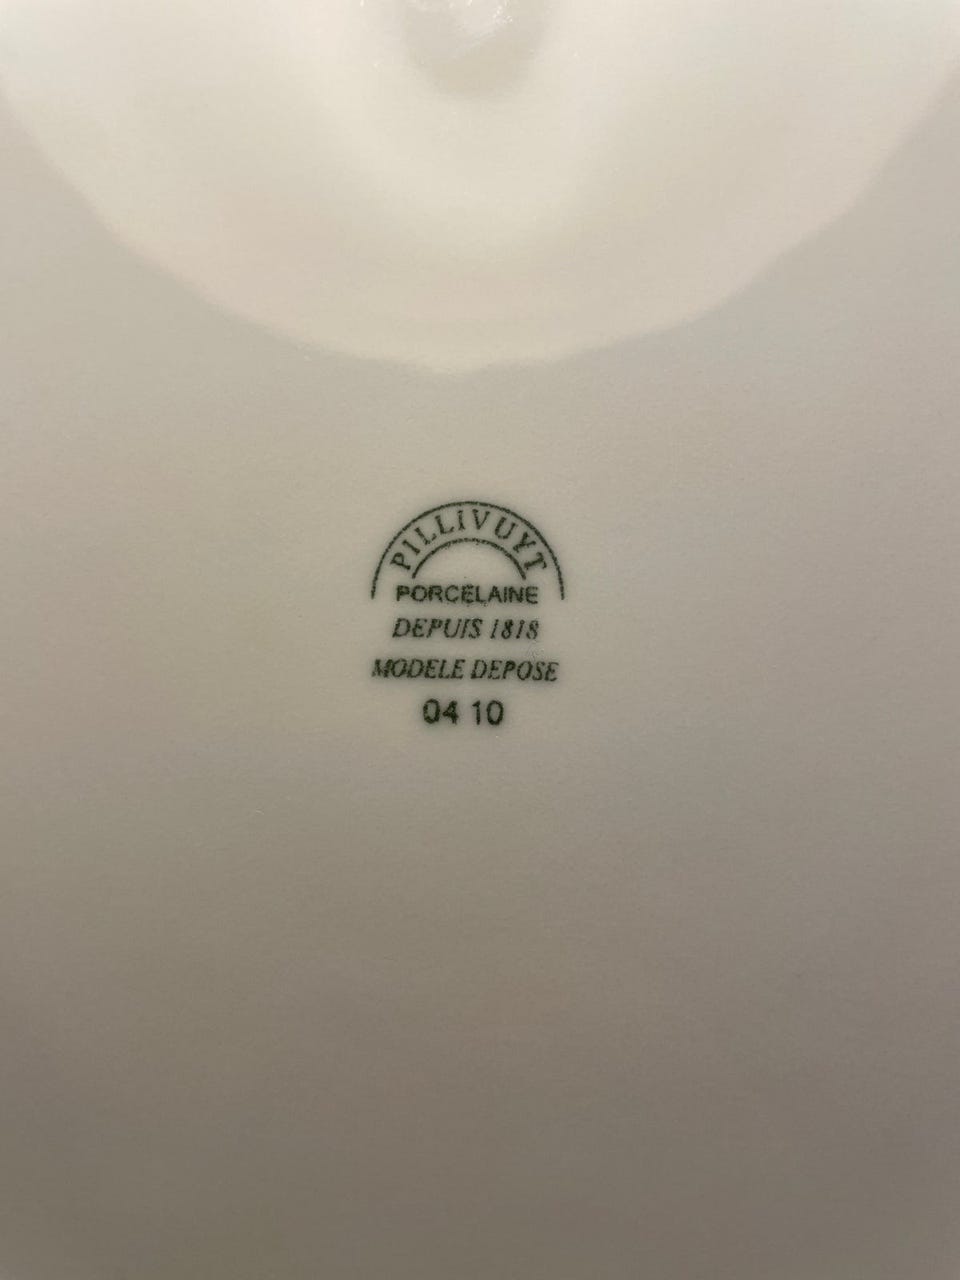 PILLIVUYT
PORCELAINE
DEPUIS 1818
MODELE DEPOSE
04 10